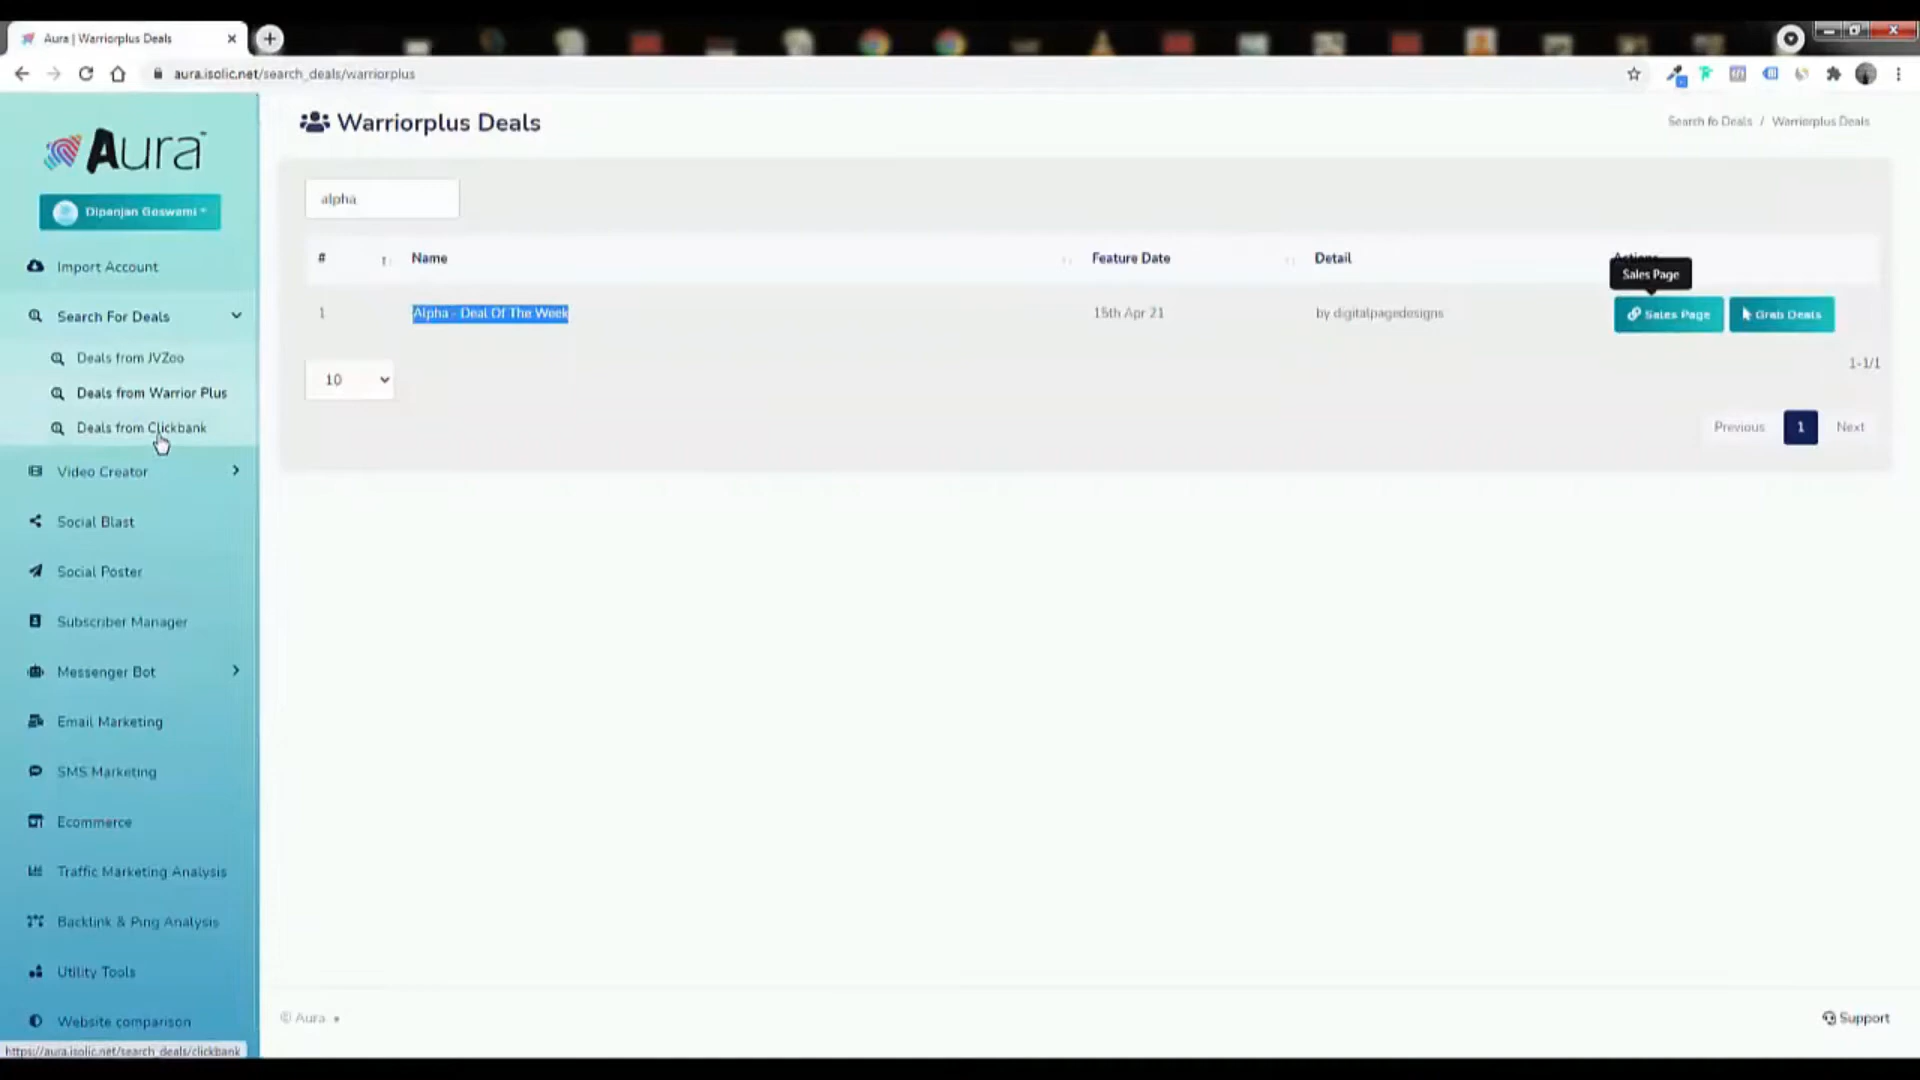 Aura | Warriorplus Deals
aura.isolic.net/search_deals/warriorplus
Aura™
Dipanjan Goswami
Import Account
Search For Deals
Deals from JVZoo
Deals from Warrior Plus
Deals from Clickbank
Video Creator
Social Blast
Social Poster
Subscriber Manager
Messenger Bot
Email Marketing
SMS Marketing
Ecommerce
Traffic Marketing Analysis
Backlink & Ping Analysis
Utility Tools
Website comparison
https://aura.isolic.net/search_deals/clickbank
Warriorplus Deals
Search fo Deals / Warriorplus Deals
alpha
# Name Feature Date Detail Actions
Sales Page
1 Alpha - Deal Of The Week 15th Apr 21 by digitalpagedesigns Sales Page Grab Deals
10
1-1/1
Previous 1 Next
© Aura
Support